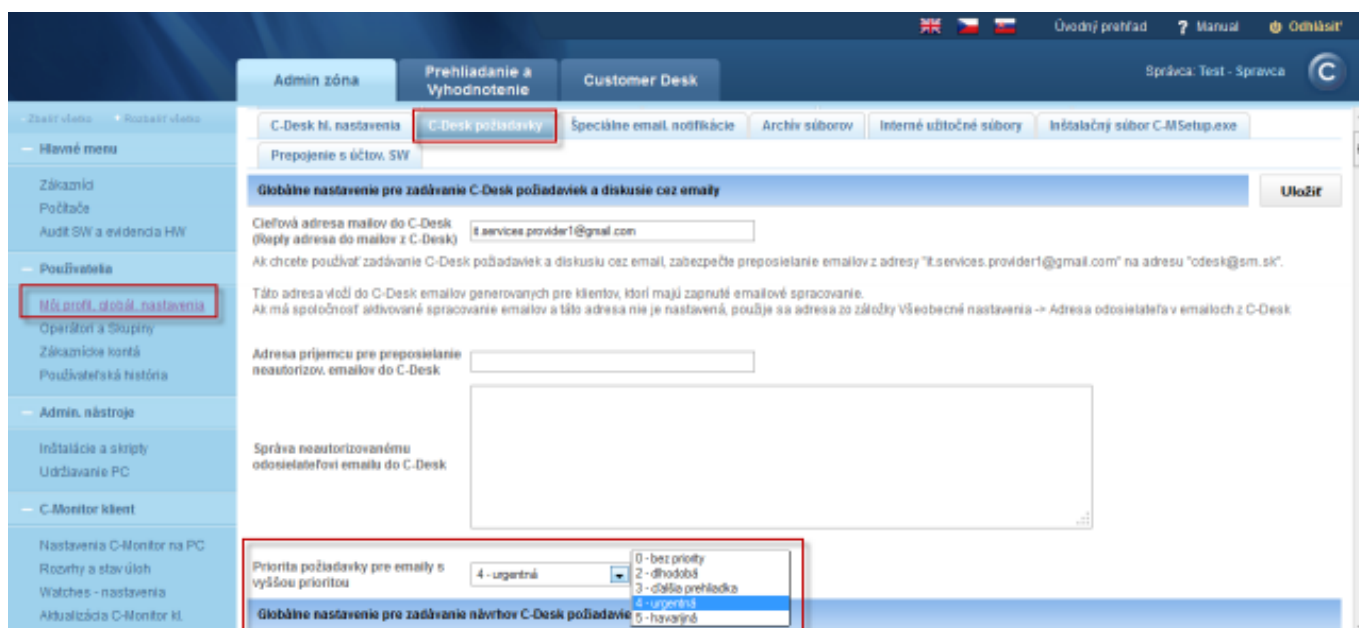 Úvodný prehľad
? Manual
Odhlásiť
Admin zóna
Prehliadanie a
Vyhodnotenie
Customer Desk
Správca: Test - Spravca
Zbaliť všetko
Rozbaliť všetko
C-Desk hl. nastavenia
C-Desk požiadavky
Špeciálne email. notifikácie
Archív súborov
Interné užitočné súbory
Inštalačný súbor C-MSetup.exe
Prepojenie s účtov. SW
Hlavné menu
Zákazníci
Počítače
Audit SW a evidencia HW
Používatelia
Môj profil, globál. nastavenia
Operátori a Skupiny
Zákaznícke kontá
Používateľská história
Admin. nástroje
Inštalácie a skripty
Udržiavanie PC
C-Monitor klient
Nastavenia C-Monitor na PC
Rozvrhy a stav úloh
Watches - nastavenia
Aktualizácia C-Monitor kl.
Globálne nastavenie pre zadávanie C-Desk požiadaviek a diskusie cez emaily
Uložiť
Cieľová adresa mailov do C-Desk
(Reply adresa do mailov z C-Desk)
it.services.provider1@gmail.com
Ak chcete používať zadávanie C-Desk požiadaviek a diskusiu cez email, zabezpečte preposielanie emailov z adresy "it.services.provider1@gmail.com" na adresu "cdesk@sm.sk".
Táto adresa vloží do C-Desk emailov generovaných pre klientov, ktorí majú zapnuté emailové spracovanie.
Ak má spoločnosť aktivované spracovanie emailov a táto adresa nie je nastavená, použije sa adresa zo záložky Všeobecné nastavenia -> Adresa odosielateľa v emailoch z C-Desk
Adresa príjemcu pre preposielanie
neautorizov. emailov do C-Desk
Správa neautorizovanému
odosielateľovi emailu do C-Desk
Priorita požiadavky pre emaily s
vyššou prioritou
4 - urgentná
0 - bez priority
2 - dlhodobá
3 - ďalšia prehliadka
4 - urgentná
5 - havarijná
Globálne nastavenie pre zadávanie návrhov C-Desk požiadavie